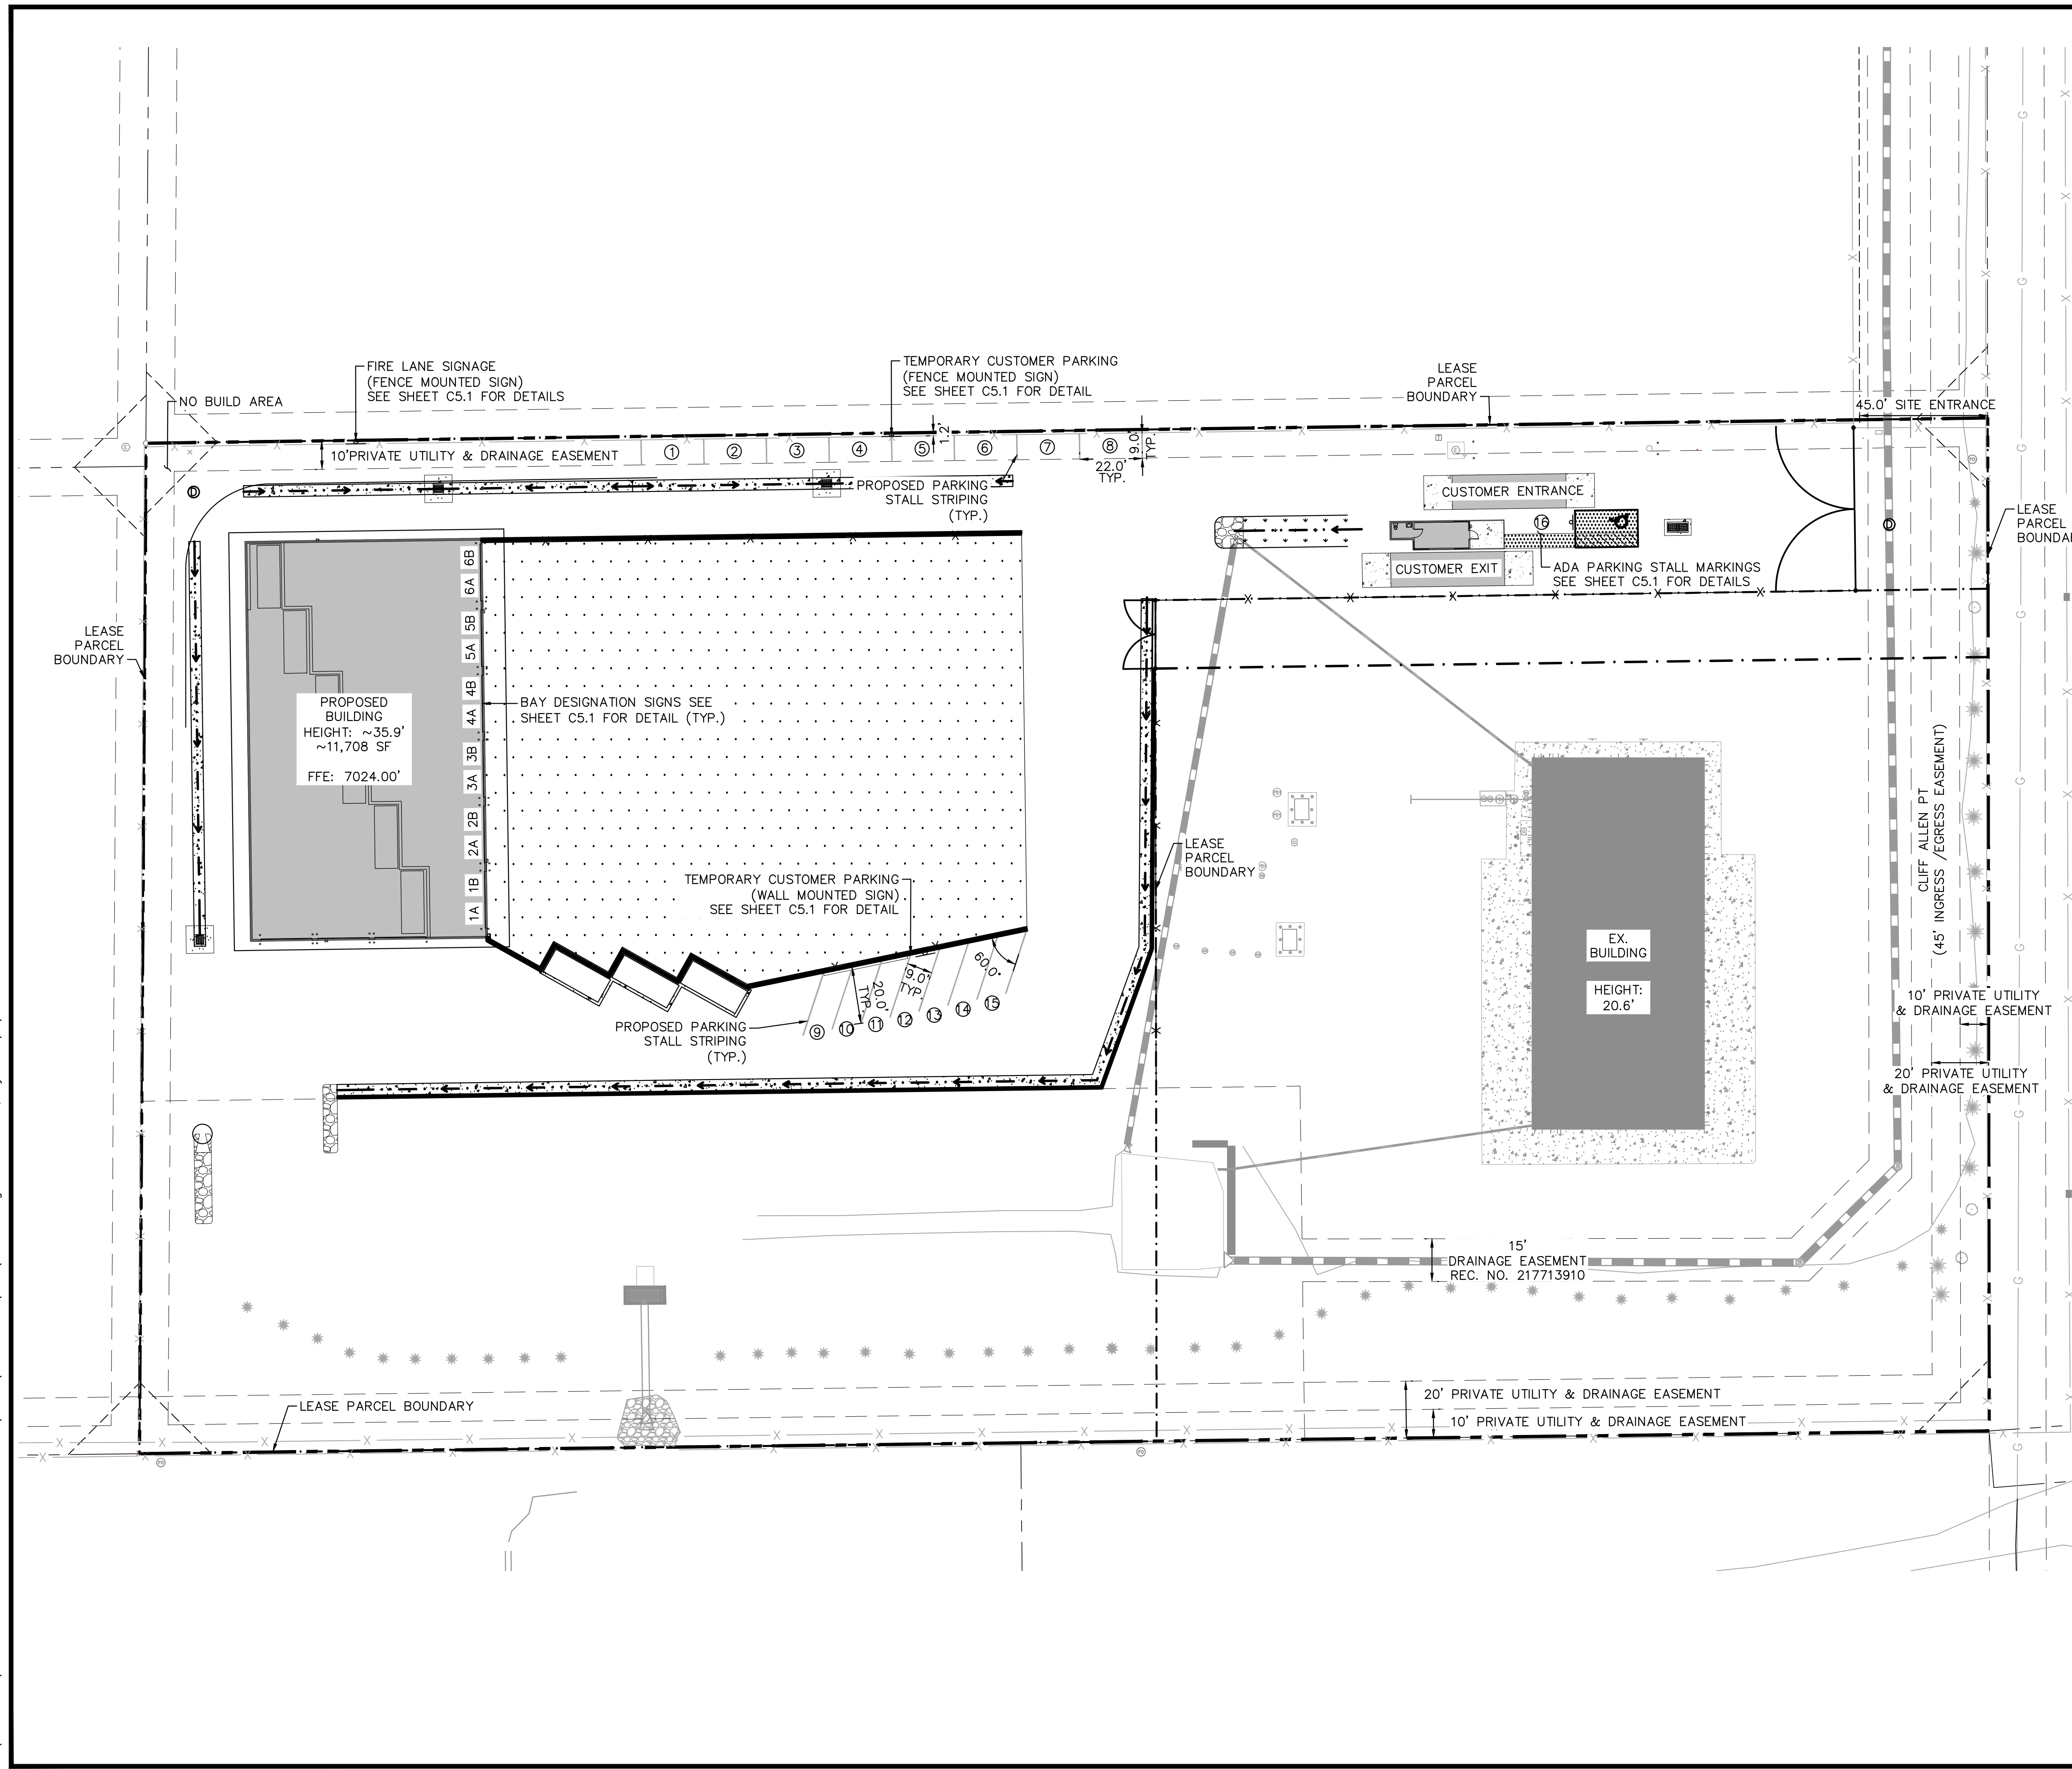 FIRE LANE SIGNAGE
(FENCE MOUNTED SIGN)
SEE SHEET C5.1 FOR DETAILS
TEMPORARY CUSTOMER PARKING
(FENCE MOUNTED SIGN)
SEE SHEET C5.1 FOR DETAIL
LEASE
PARCEL
BOUNDARY
NO BUILD AREA
45.0' SITE ENTRANCE
10'PRIVATE UTILITY & DRAINAGE EASEMENT
1
2
3
4
5
6
7
8
1.2'
9.0'
TYP.
22.0'
TYP.
PROPOSED PARKING
STALL STRIPING
(TYP.)
CUSTOMER ENTRANCE
16
CUSTOMER EXIT
ADA PARKING STALL MARKINGS
SEE SHEET C5.1 FOR DETAILS
D
D
LEASE
PARCEL
LEASE
PARCEL
BOUNDARY
6B
6A
5B
5A
4B
4A
3B
3A
2B
2A
1B
1A
PROPOSED
BUILDING
HEIGHT: ~35.9'
~11,708 SF
FFE: 7024.00'
BAY DESIGNATION SIGNS SEE
SHEET C5.1 FOR DETAIL (TYP.)
TEMPORARY CUSTOMER PARKING
(WALL MOUNTED SIGN)
SEE SHEET C5.1 FOR DETAIL
LEASE
PARCEL
BOUNDARY
60.0°
9.0'
TYP.
20.0'
TYP.
9
10
11
12
13
14
15
PROPOSED PARKING
STALL STRIPING
(TYP.)
EX.
BUILDING
HEIGHT:
20.6'
CLIFF ALLEN PT
(45' INGRESS /EGRESS EASEMENT)
10' PRIVATE UTILITY
& DRAINAGE EASEMENT
20' PRIVATE UTILITY
& DRAINAGE EASEMENT
15'
DRAINAGE EASEMENT
REC. NO. 217713910
LEASE PARCEL BOUNDARY
20' PRIVATE UTILITY & DRAINAGE EASEMENT
10' PRIVATE UTILITY & DRAINAGE EASEMENT